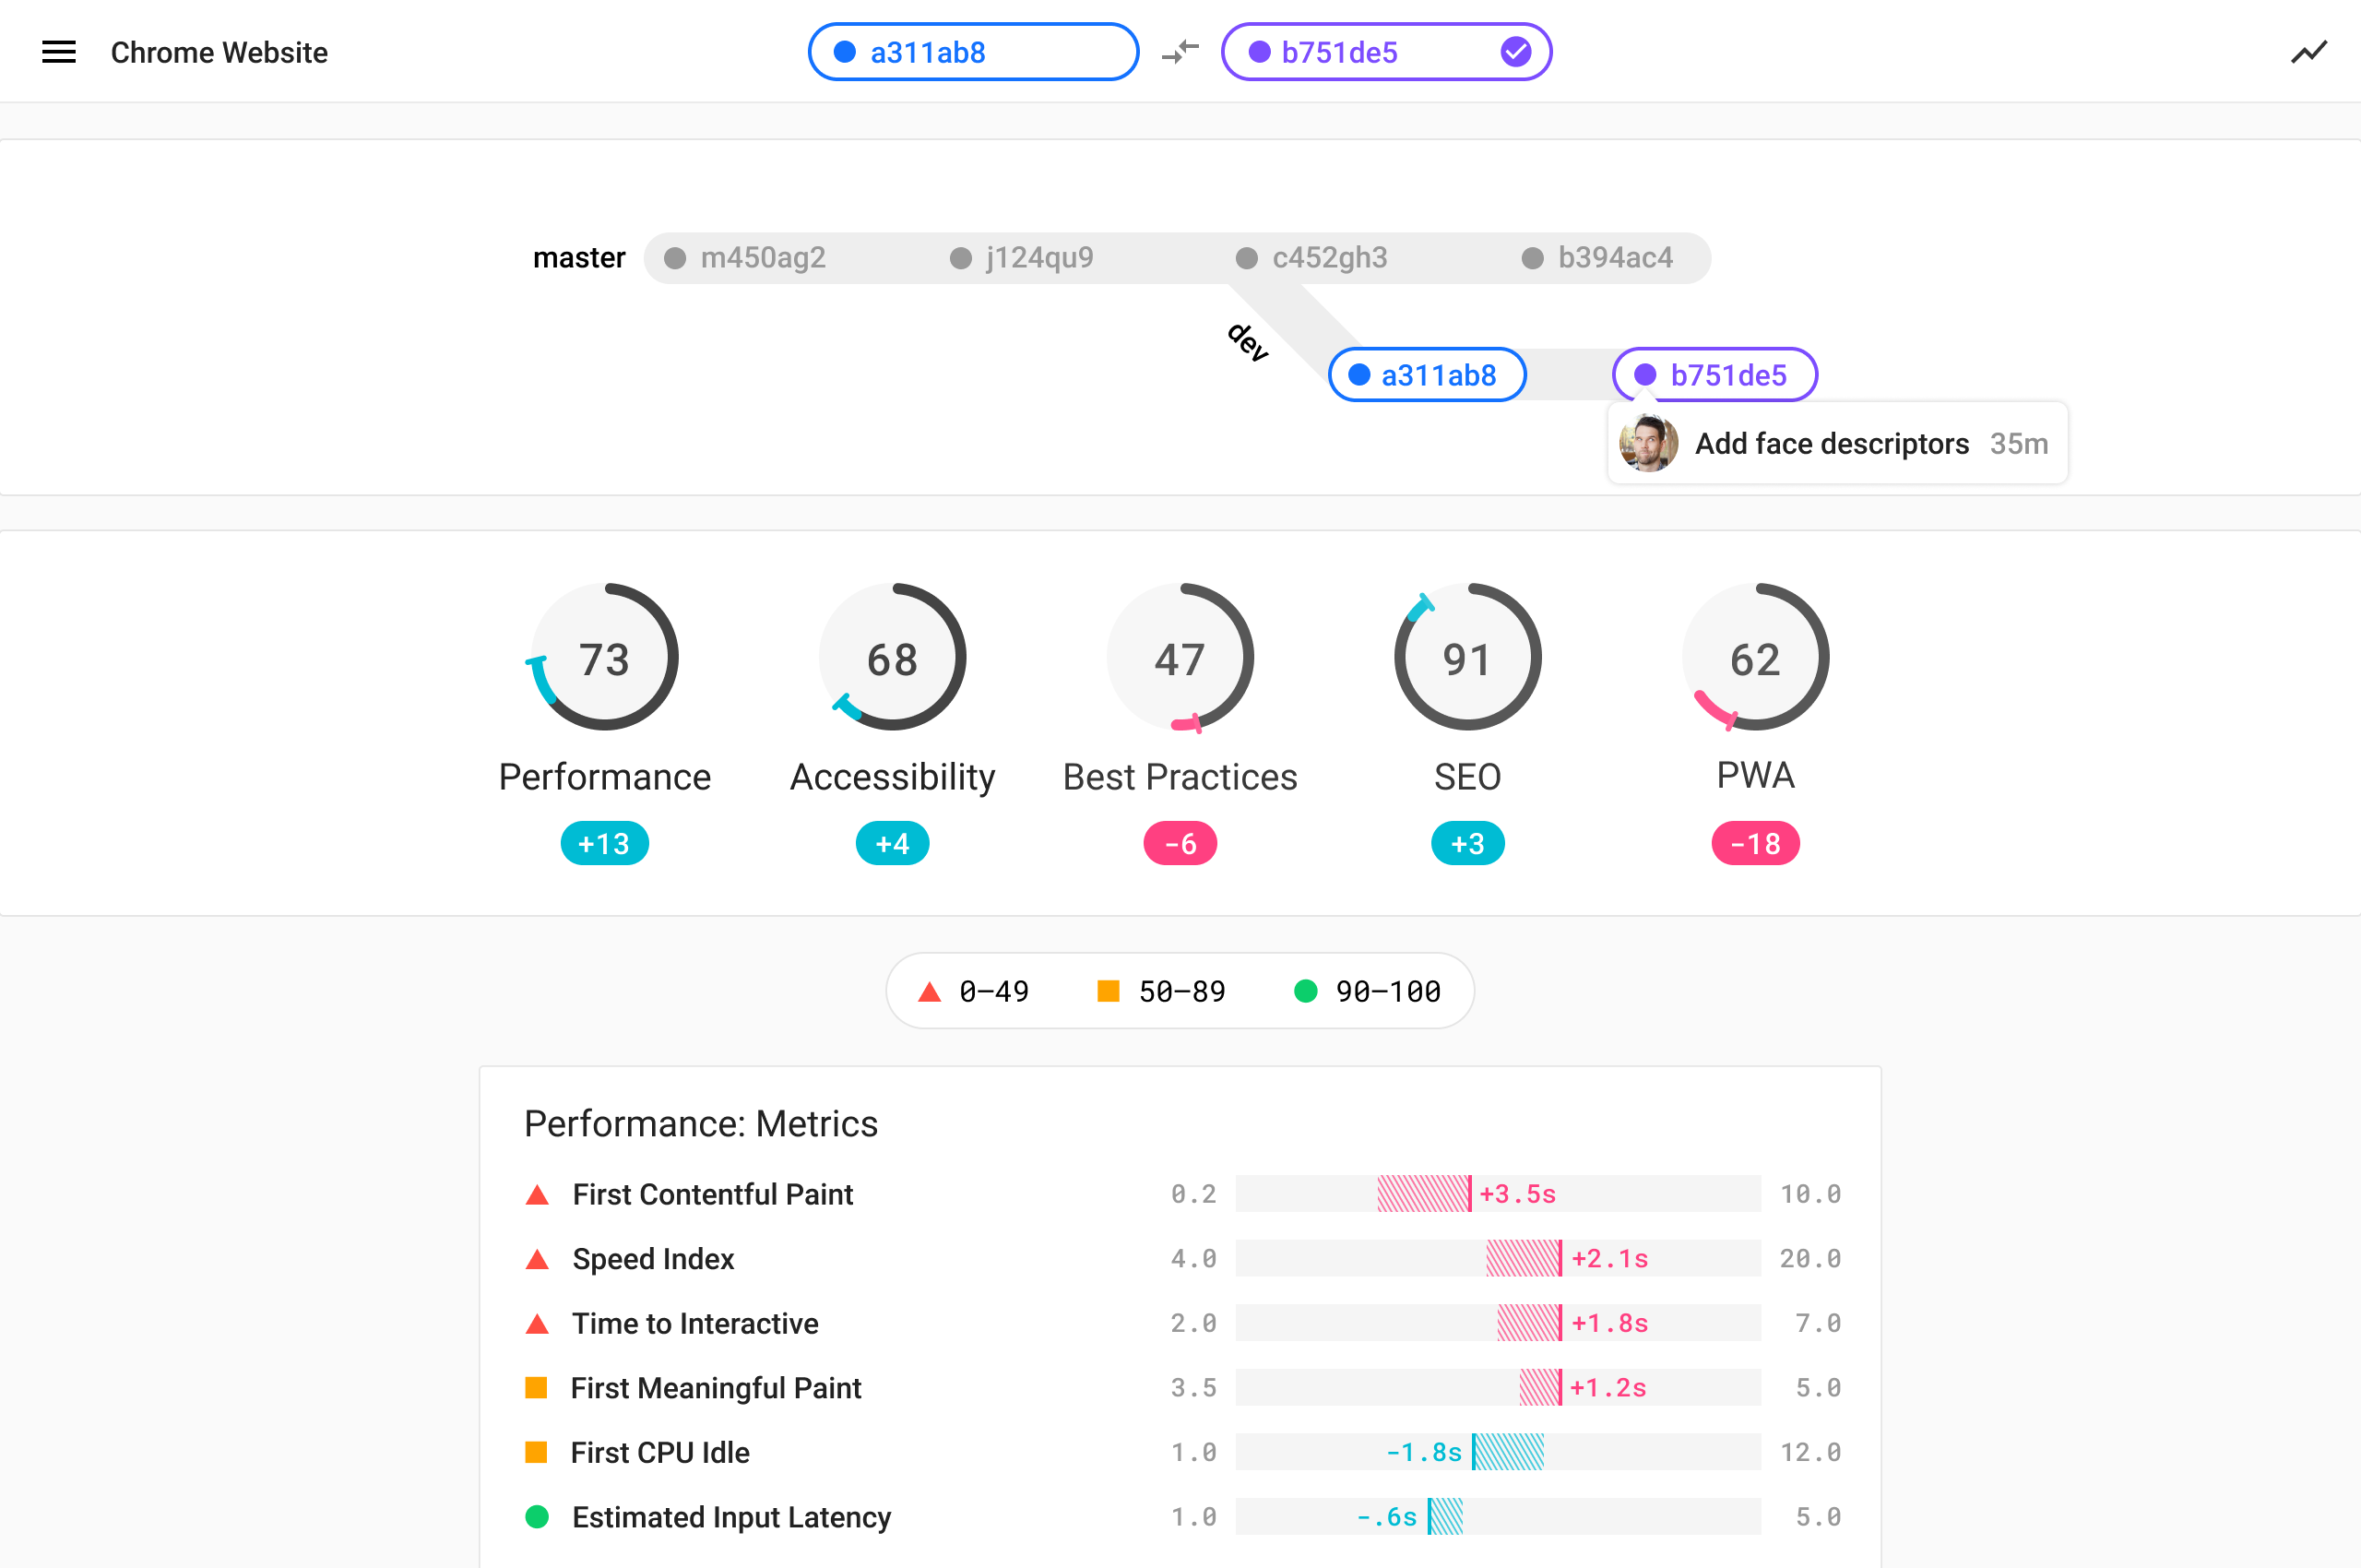 Chrome Website
a311ab8
b751de5
master
m450ag2
j124qu9
c452gh3
b394ac4
dev
a311ab8
b751de5
Add face descriptors 35m
73
68
47
91
62
Performance
Accessibility
Best Practices
SEO
PWA
+13
+4
-6
+3
-18
0–49
50–89
90–100
Performance: Metrics
First Contentful Paint 0.2 +3.5s 10.0
Speed Index 4.0 +2.1s 20.0
Time to Interactive 2.0 +1.8s 7.0
First Meaningful Paint 3.5 +1.2s 5.0
First CPU Idle 1.0 -1.8s 12.0
Estimated Input Latency 1.0 -.6s 5.0